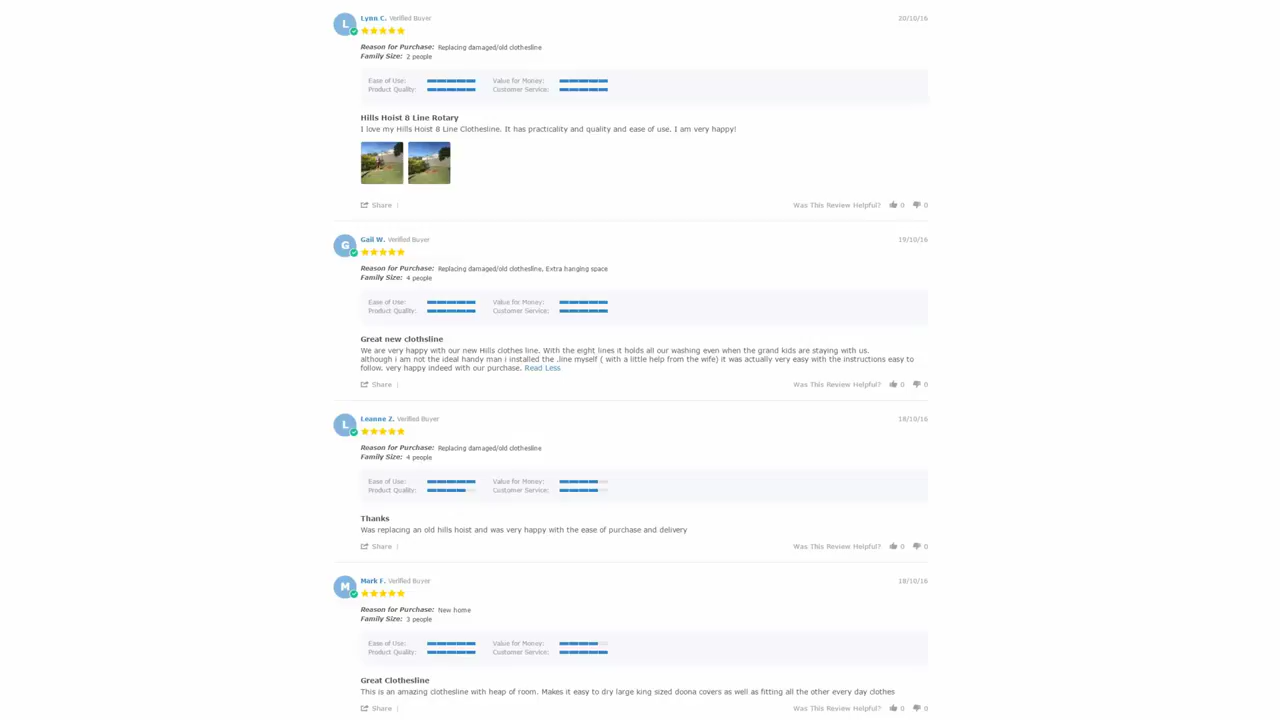 L
Lynn C. Verified Buyer
20/10/16
Reason for Purchase: Replacing damaged/old clothesline
Family Size: 2 people
Ease of Use: Value for Money:
Product Quality: Customer Service:
Hills Hoist 8 Line Rotary
I love my Hills Hoist 8 Line Clothesline. It has practicality and quality and ease of use. I am very happy!
Share | Was This Review Helpful? 0 0
G
Gail W. Verified Buyer
19/10/16
Reason for Purchase: Replacing damaged/old clothesline, Extra hanging space
Family Size: 4 people
Ease of Use: Value for Money:
Product Quality: Customer Service:
Great new clothsline
We are very happy with our new Hills clothes line. With the eight lines it holds all our washing even when the grand kids are staying with us.
although i am not the ideal handy man i installed the .line myself ( with a little help from the wife) it was actually very easy with the instructions easy to
follow. very happy indeed with our purchase. Read Less
Share | Was This Review Helpful? 0 0
L
Leanne Z. Verified Buyer
18/10/16
Reason for Purchase: Replacing damaged/old clothesline
Family Size: 4 people
Ease of Use: Value for Money:
Product Quality: Customer Service:
Thanks
Was replacing an old hills hoist and was very happy with the ease of purchase and delivery
Share | Was This Review Helpful? 0 0
M
Mark F. Verified Buyer
18/10/16
Reason for Purchase: New home
Family Size: 3 people
Ease of Use: Value for Money:
Product Quality: Customer Service:
Great Clothesline
This is an amazing clothesline with heap of room. Makes it easy to dry large king sized doona covers as well as fitting all the other every day clothes
Share | Was This Review Helpful? 0 0